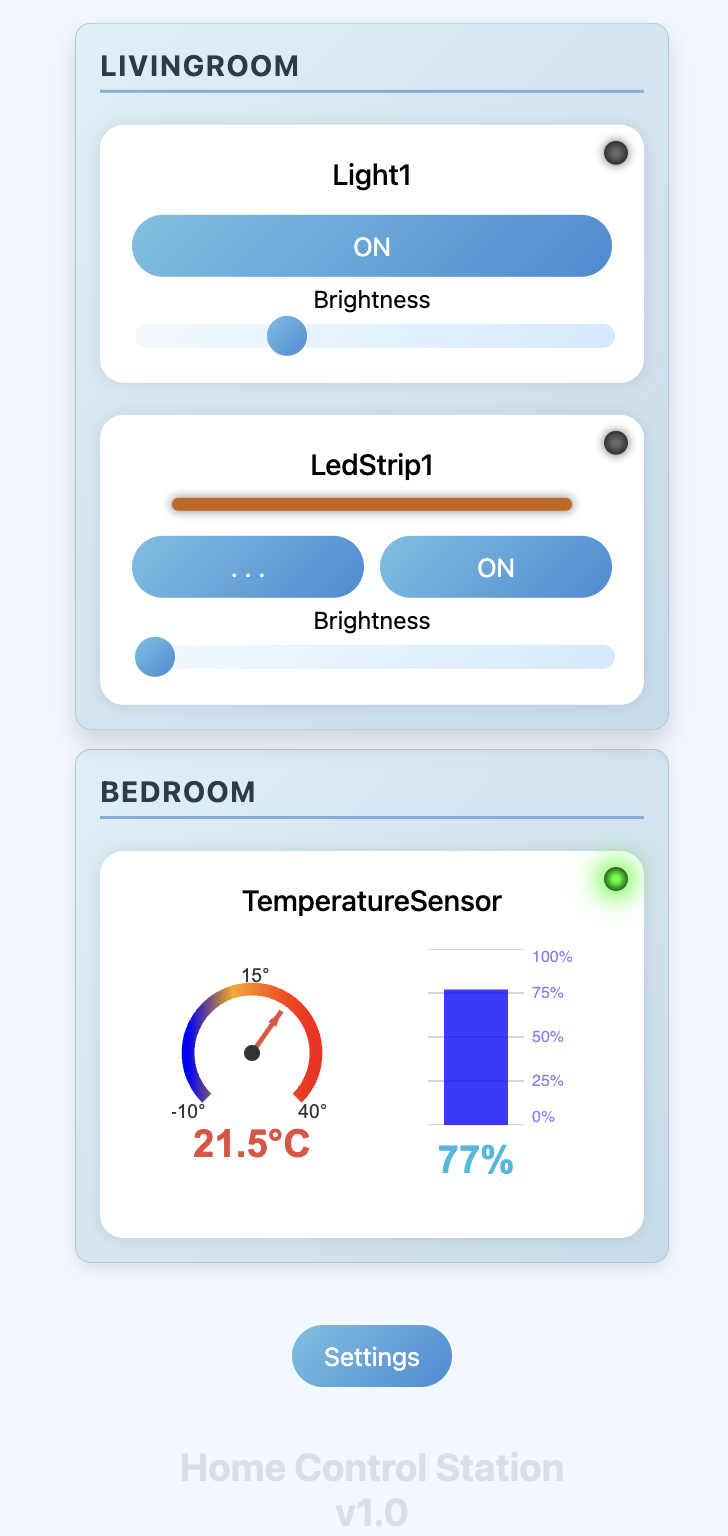 LIVINGROOM
Light1
ON
Brightness
LedStrip1
. . .
ON
Brightness
BEDROOM
TemperatureSensor
15°
-10°
40°
21.5°C
100%
75%
50%
25%
0%
77%
Settings
Home Control Station
v1.0